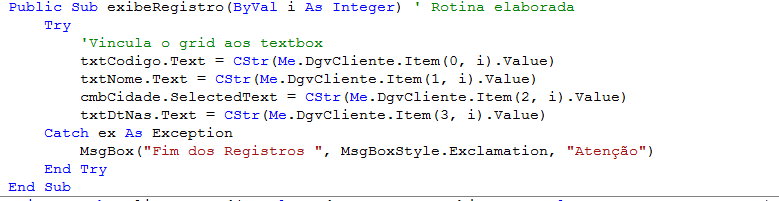 Public Sub exibeRegistro(ByVal i As Integer) ' Rotina elaborada
Try
'Vincula o grid aos textbox
txtCodigo.Text = CStr(Me.DgvCliente.Item(0, i).Value)
txtNome.Text = CStr(Me.DgvCliente.Item(1, i).Value)
cmbCidade.SelectedText = CStr(Me.DgvCliente.Item(2, i).Value)
txtDtNas.Text = CStr(Me.DgvCliente.Item(3, i).Value)
Catch ex As Exception
MsgBox("Fim dos Registros ", MsgBoxStyle.Exclamation, "Atenção")
End Try
End Sub